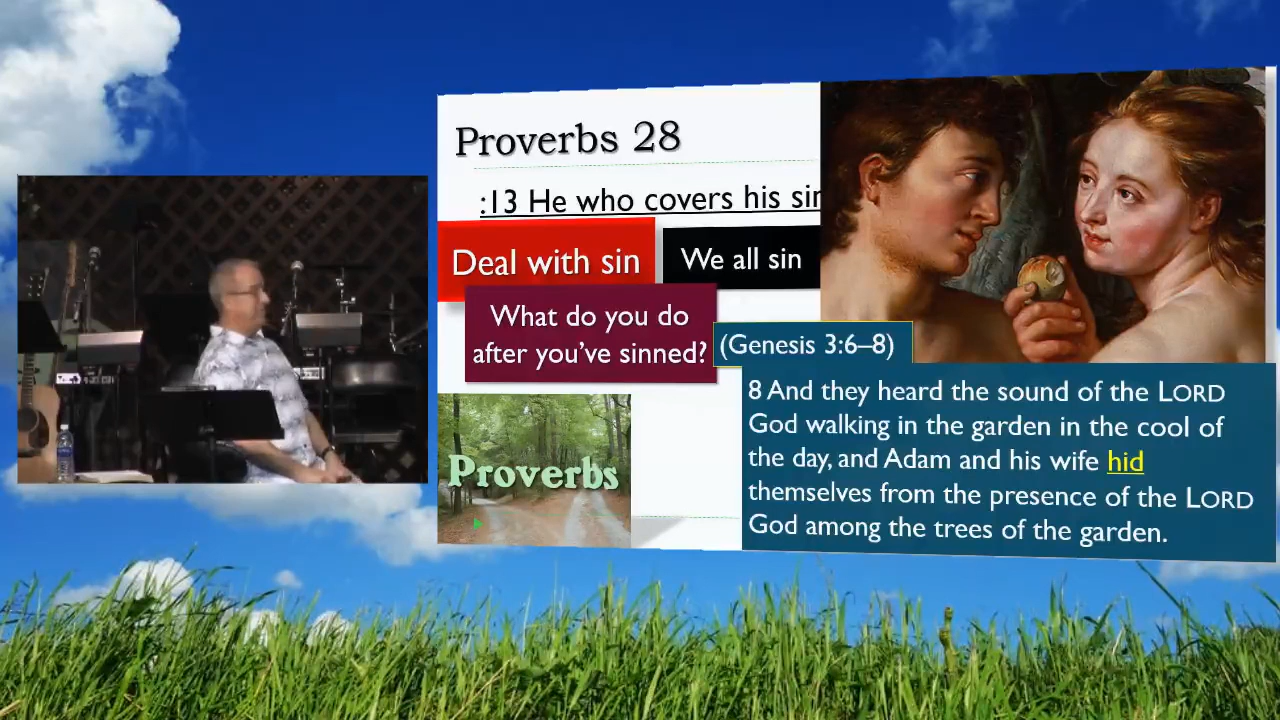 Proverbs 28
:13 He who covers his sin
Deal with sin
We all sin
What do you do
after you've sinned?
(Genesis 3:6–8)
8 And they heard the sound of the LORD
God walking in the garden in the cool of
the day, and Adam and his wife hid
themselves from the presence of the LORD
God among the trees of the garden.
Proverbs